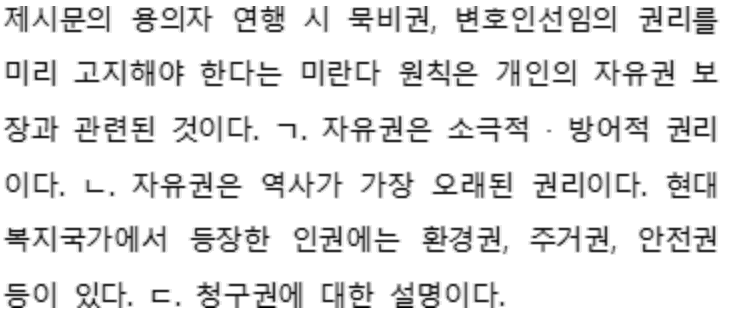 제시문의 용의자 연행 시 묵비권, 변호인선임의 권리를
미리 고지해야 한다는 미란다 원칙은 개인의 자유권 보
장과 관련된 것이다. ㄱ. 자유권은 소극적 · 방어적 권리
이다. ㄴ. 자유권은 역사가 가장 오래된 권리이다. 현대
복지국가에서 등장한 인권에는 환경권, 주거권, 안전권
등이 있다. ㄷ. 청구권에 대한 설명이다.